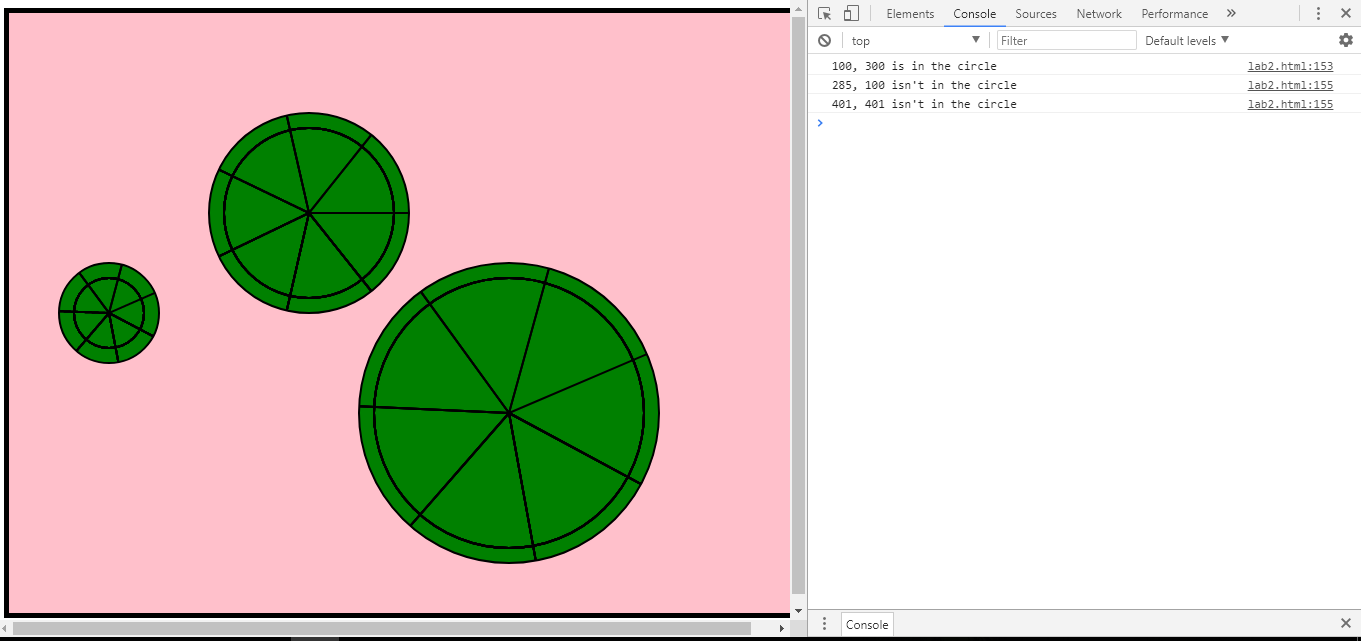 Elements Console Sources Network Performance »
top Filter Default levels
100, 300 is in the circle lab2.html:153
285, 100 isn't in the circle lab2.html:155
401, 401 isn't in the circle lab2.html:155
Console